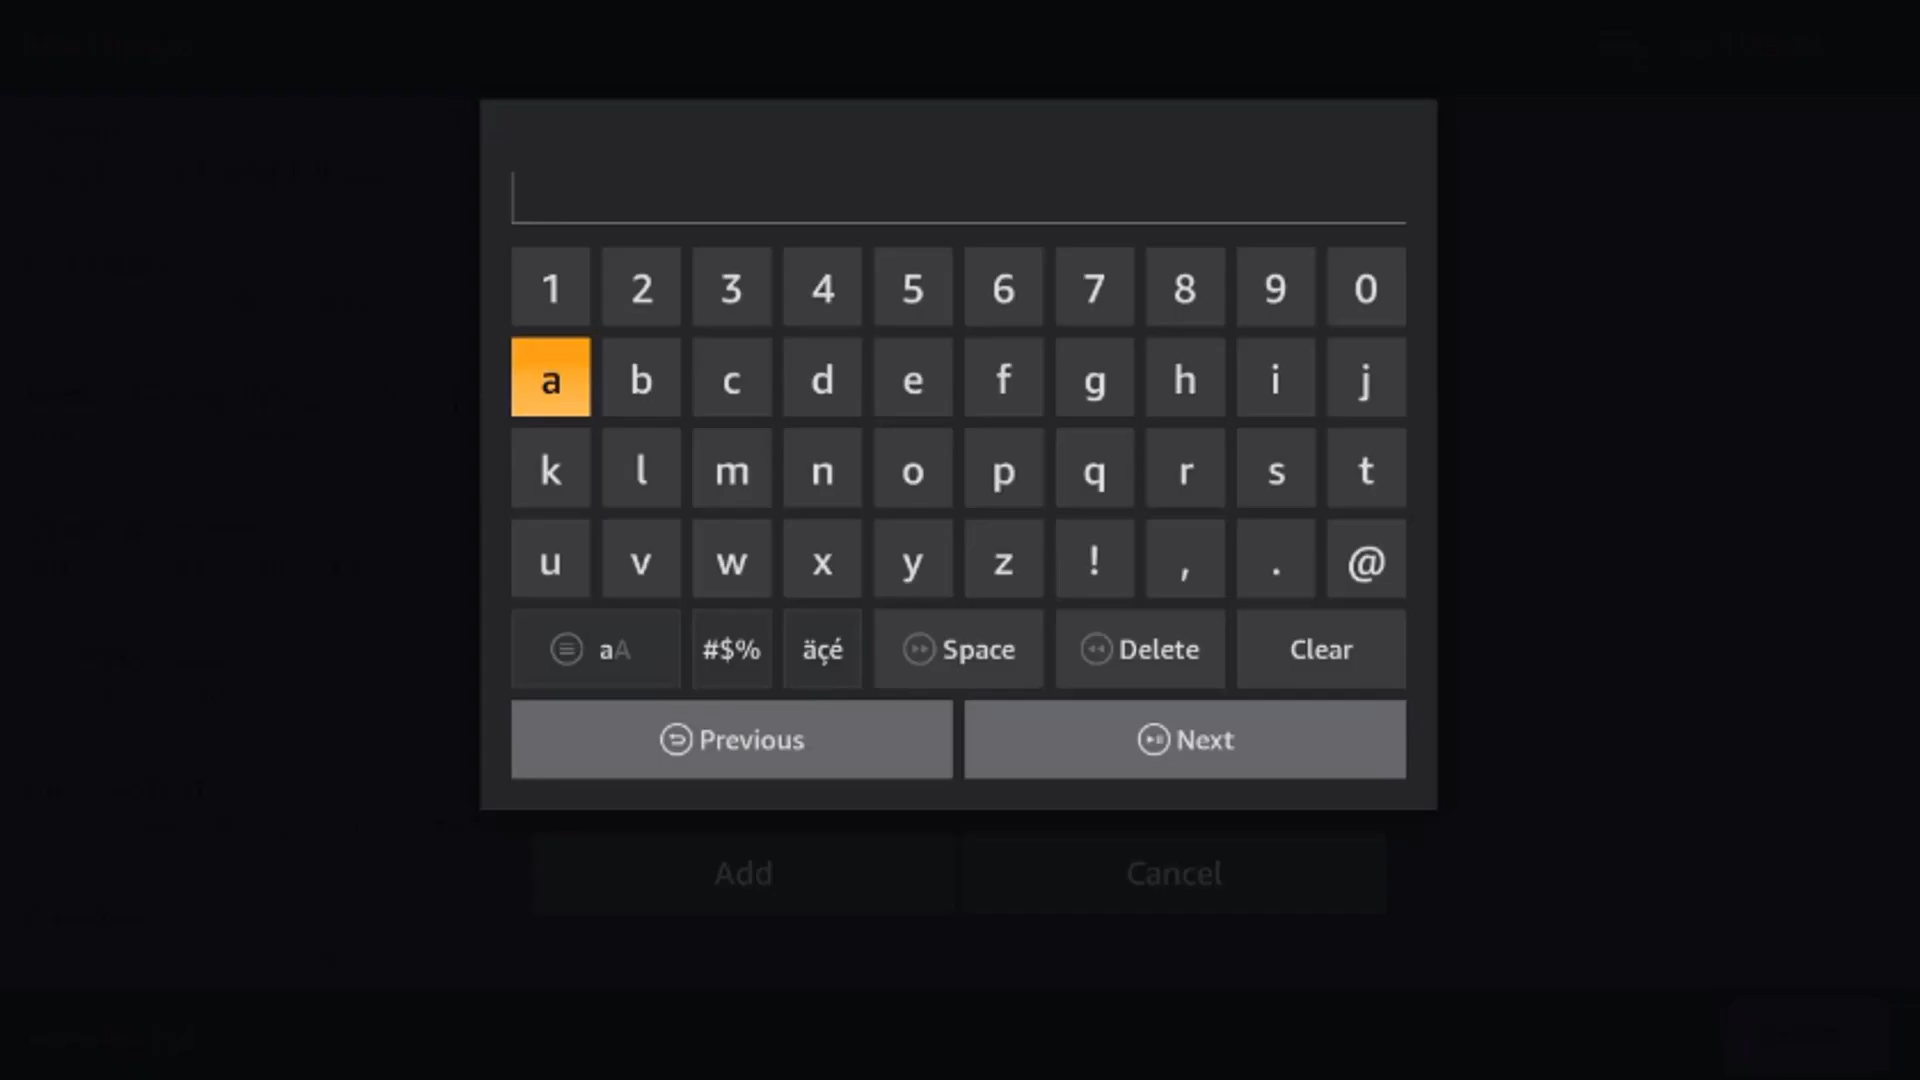 1 2 3 4 5 6 7 8 9 0
a b c d e f g h i j
k l m n o p q r s t
u v w x y z ! , . @
aA #$% äçé Space Delete Clear
Previous Next
Add Cancel